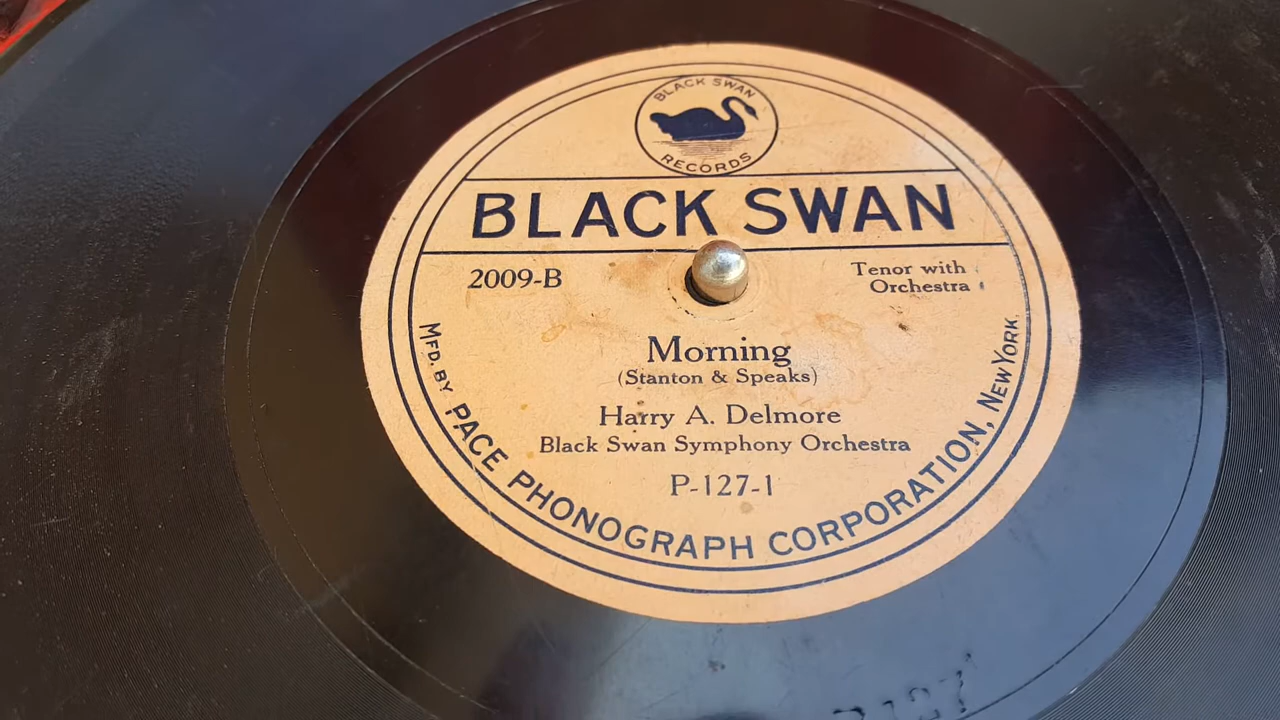 BLACK SWAN
RECORDS
BLACK SWAN
2009-B
Tenor with
Orchestra
Morning
(Stanton & Speaks)
Harry A. Delmore
Black Swan Symphony Orchestra
P-127-1
MFD. BY PACE PHONOGRAPH CORPORATION, NEW YORK.
127